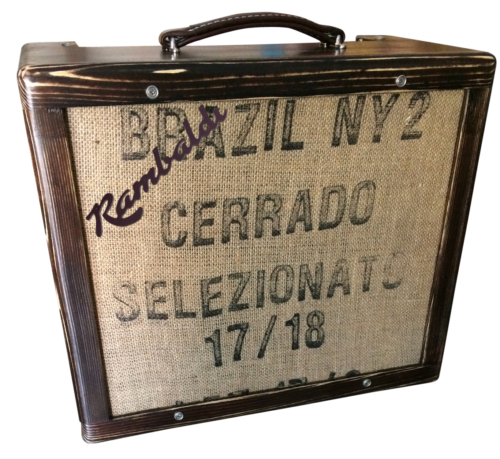 BRAZIL NY2
Rambaldi
CERRADO
SELEZIONATO
17/18